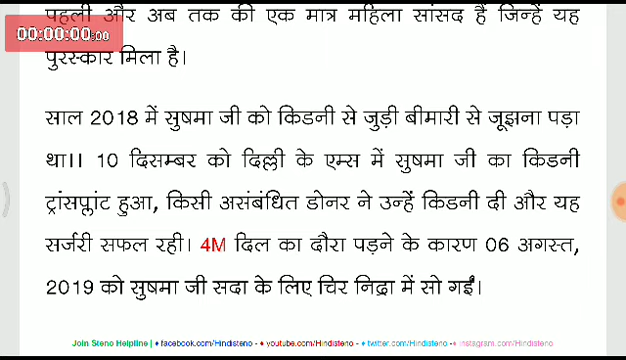 पहली और अब तक की एक मात्र महिला सांसद हैं जिन्हें यह
00:00:00:00
पुरस्कार मिला है।
साल 2018 में सुषमा जी को किडनी से जुड़ी बीमारी से जूझना पड़ा
था।। 10 दिसम्बर को दिल्ली के एम्स में सुषमा जी का किडनी
ट्रांसप्लांट हुआ, किसी असंबंधित डोनर ने उन्हें किडनी दी और यह
सर्जरी सफल रही। 4M दिल का दौरा पड़ने के कारण 06 अगस्त,
2019 को सुषमा जी सदा के लिए चिर निद्रा में सो गईं।
Join Steno Helpline | ♦ facebook.com/Hindisteno - ♦ youtube.com/Hindisteno - ♦ twitter.com/Hindisteno -♦ instagram.com/Hindisteno